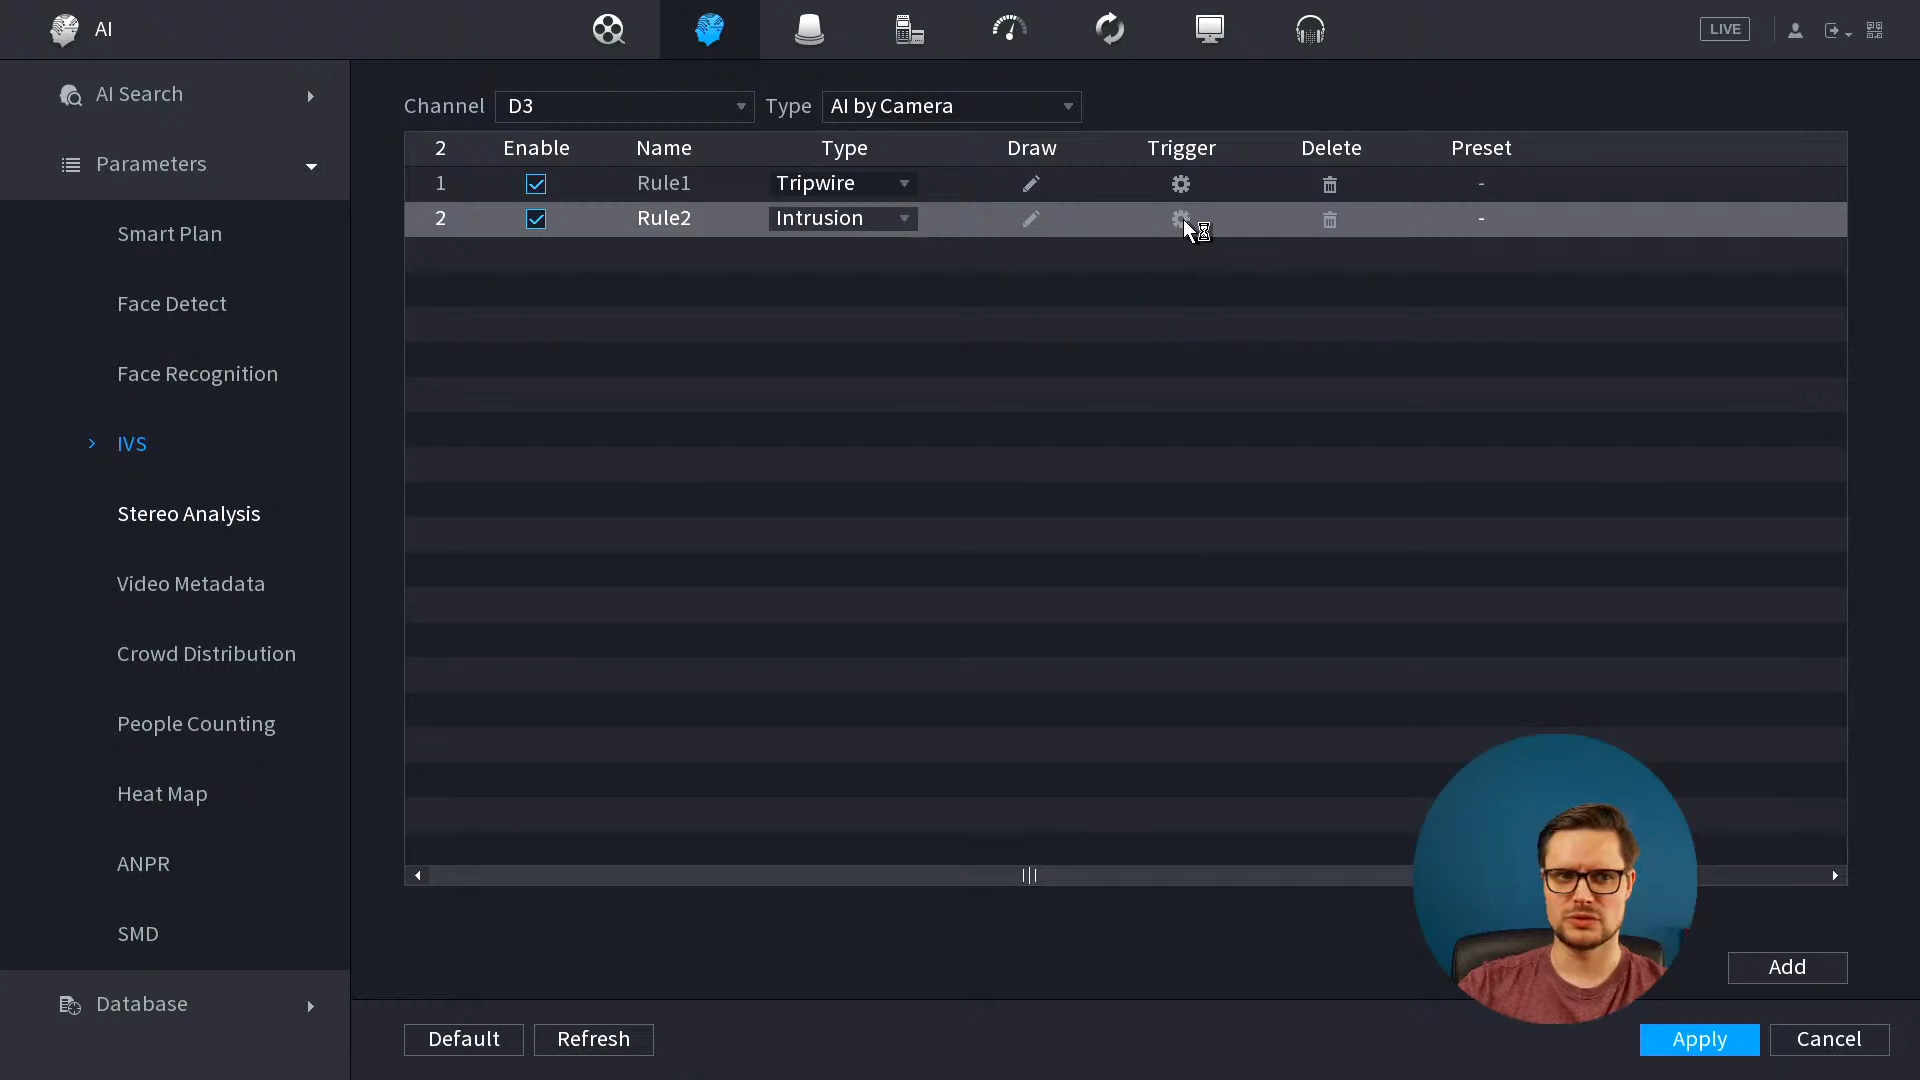 AI
LIVE
AI Search
Parameters
Smart Plan
Face Detect
Face Recognition
IVS
Stereo Analysis
Video Metadata
Crowd Distribution
People Counting
Heat Map
ANPR
SMD
Database
Channel D3 Type AI by Camera
2 Enable Name Type Draw Trigger Delete Preset
1 Rule1 Tripwire -
2 Rule2 Intrusion -
Add
Default Refresh Apply Cancel